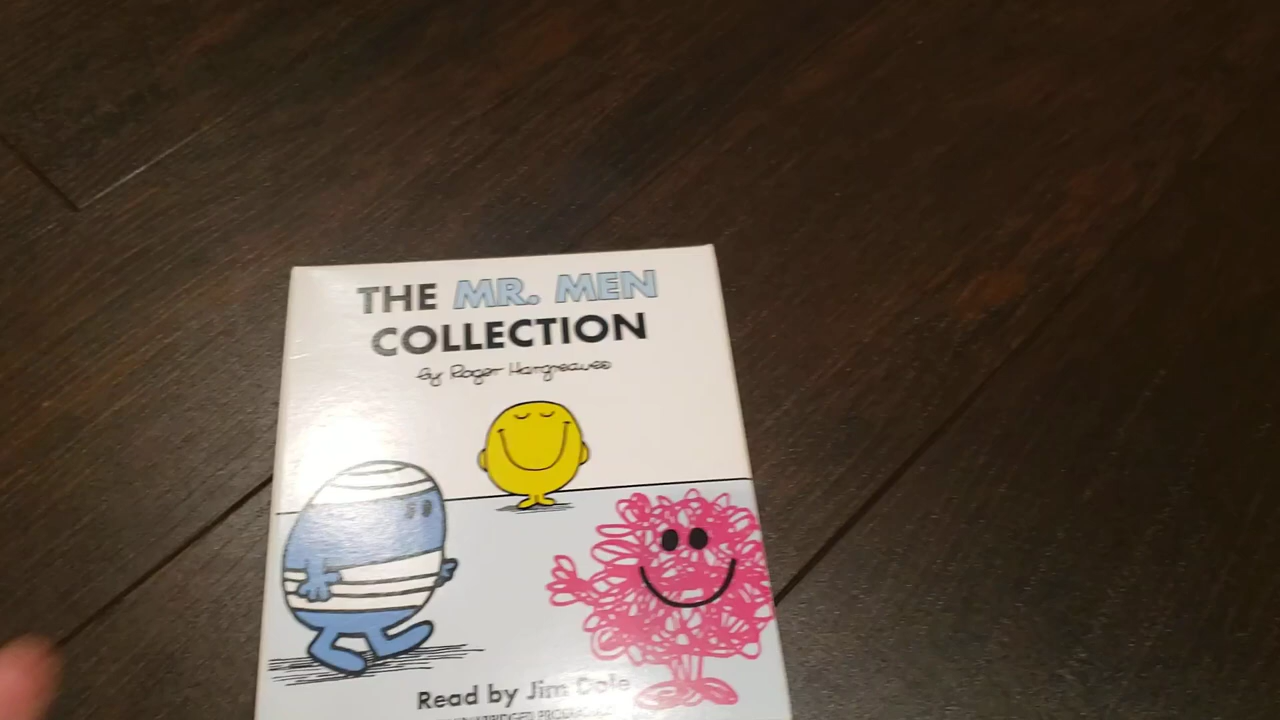 THE MR. MEN
COLLECTION
by Roger Hargreaves
Read by Jim Dale